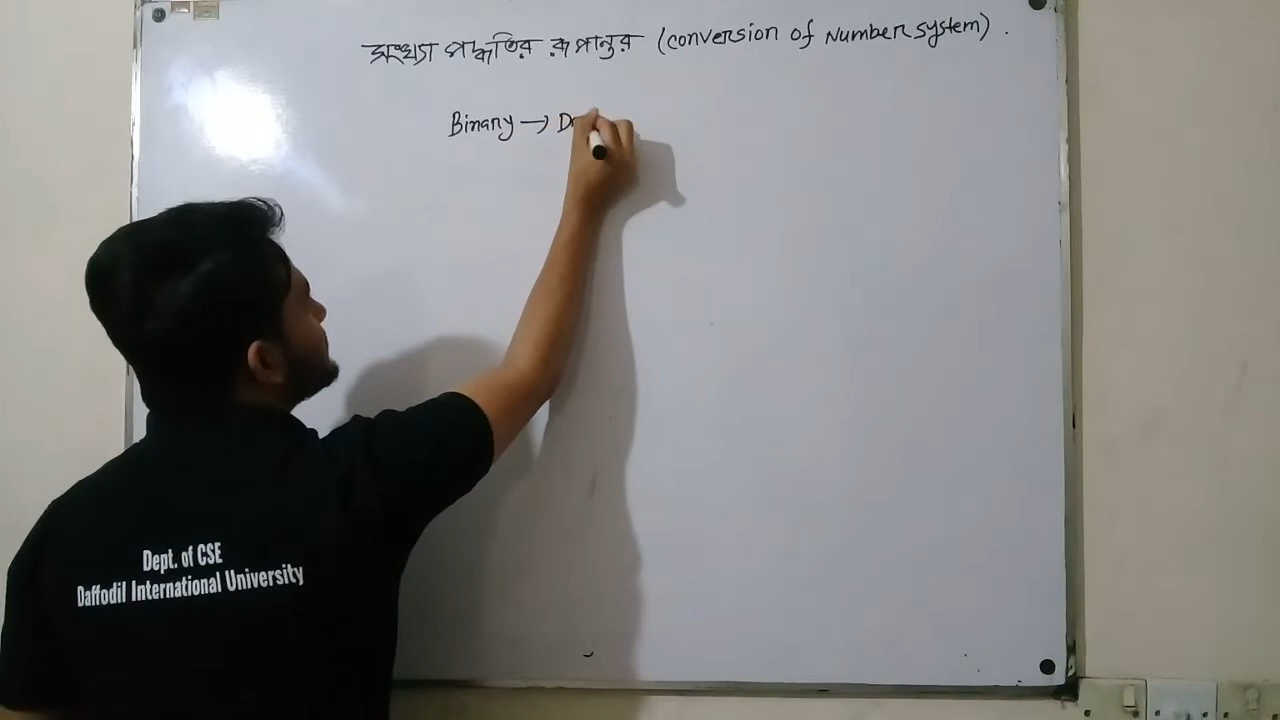 সংখ্যা পদ্ধতির রূপান্তর (conversion of Number system) .
Binary → D
Dept. of CSE
Daffodil International University